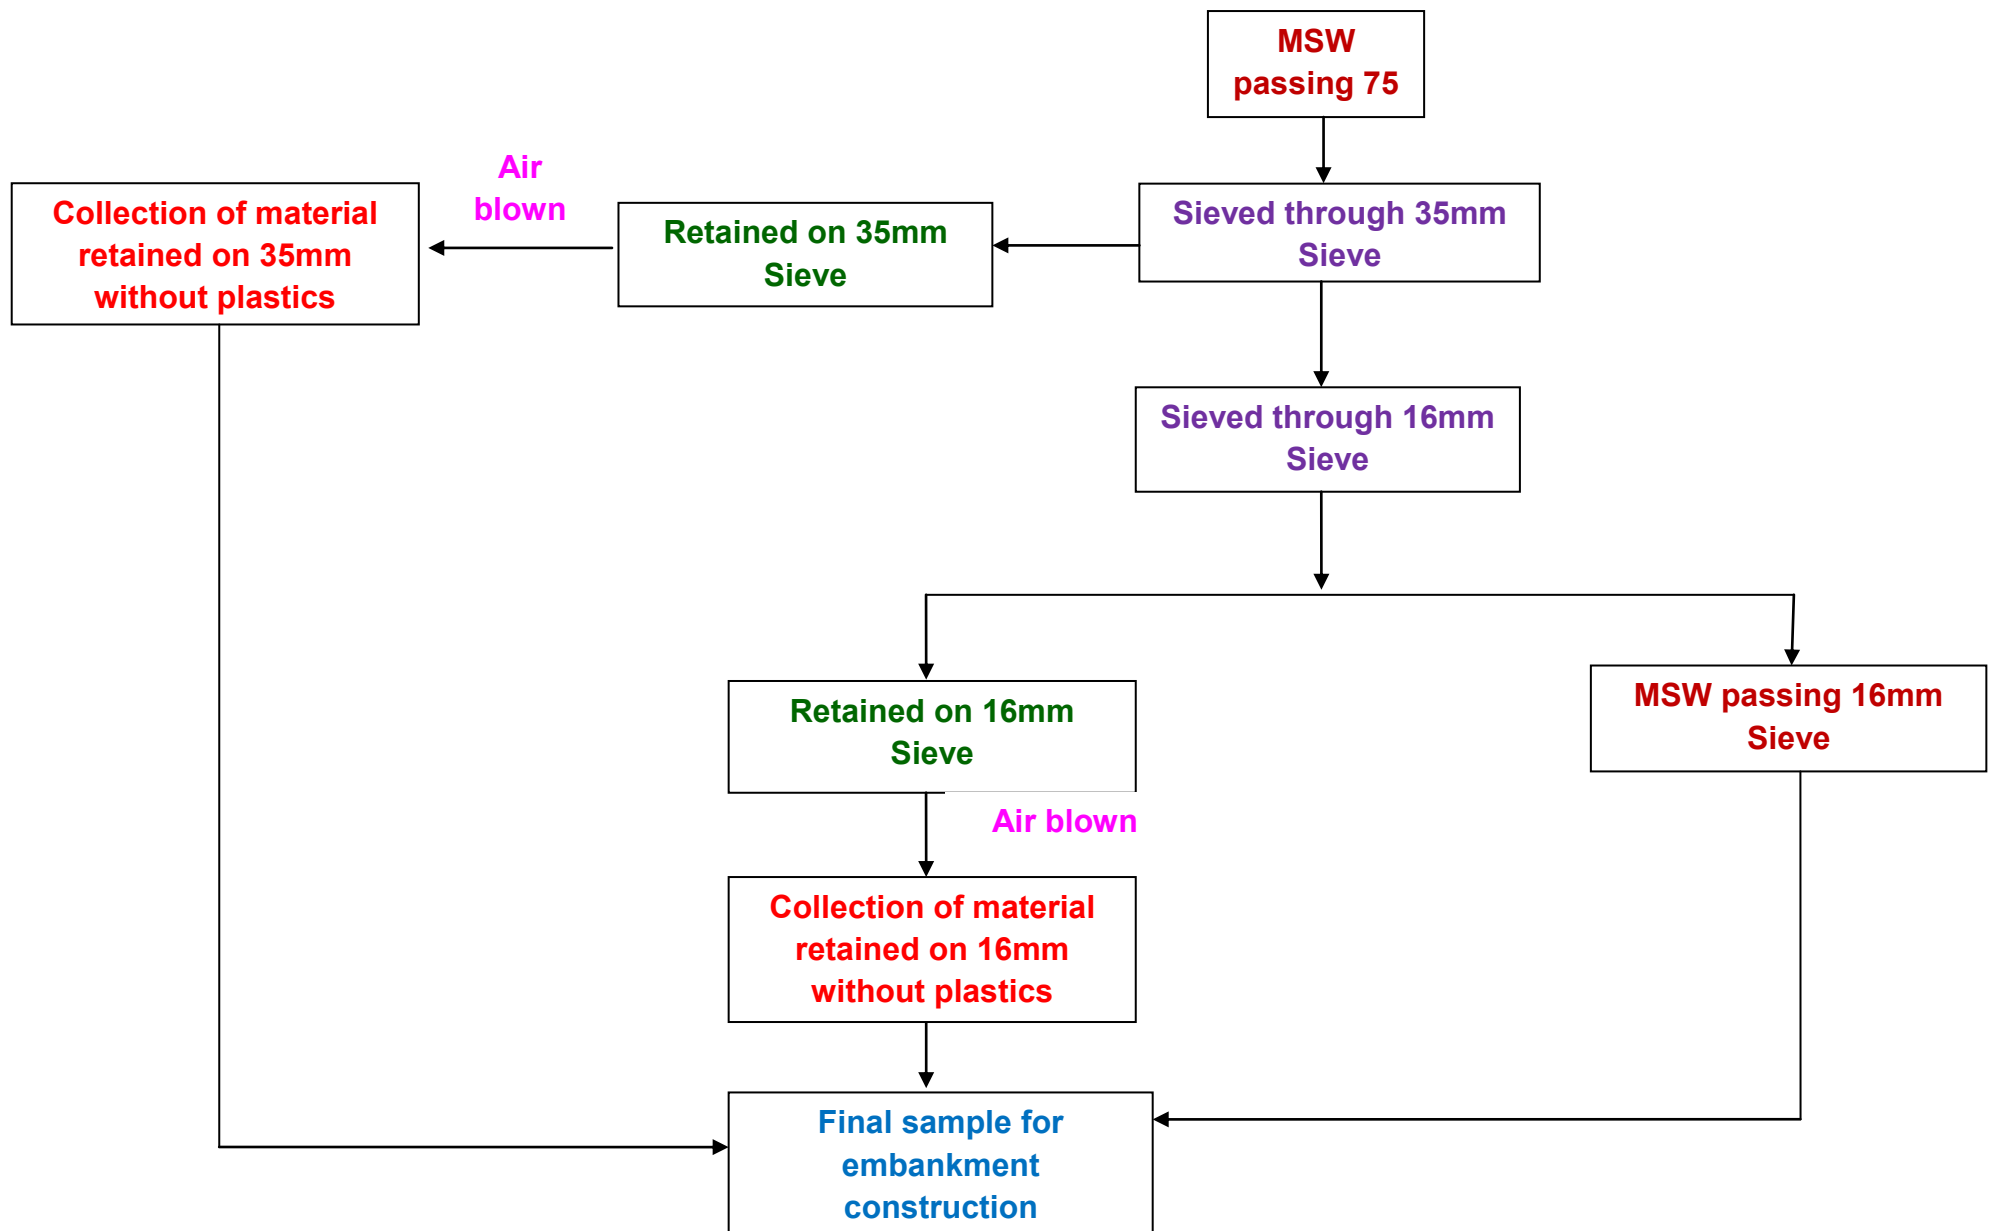 MSW
passing 75
Air
blown
Collection of material
retained on 35mm
without plastics
Retained on 35mm
Sieve
Sieved through 35mm
Sieve
Sieved through 16mm
Sieve
Retained on 16mm
Sieve
MSW passing 16mm
Sieve
Air blown
Collection of material
retained on 16mm
without plastics
Final sample for
embankment
construction